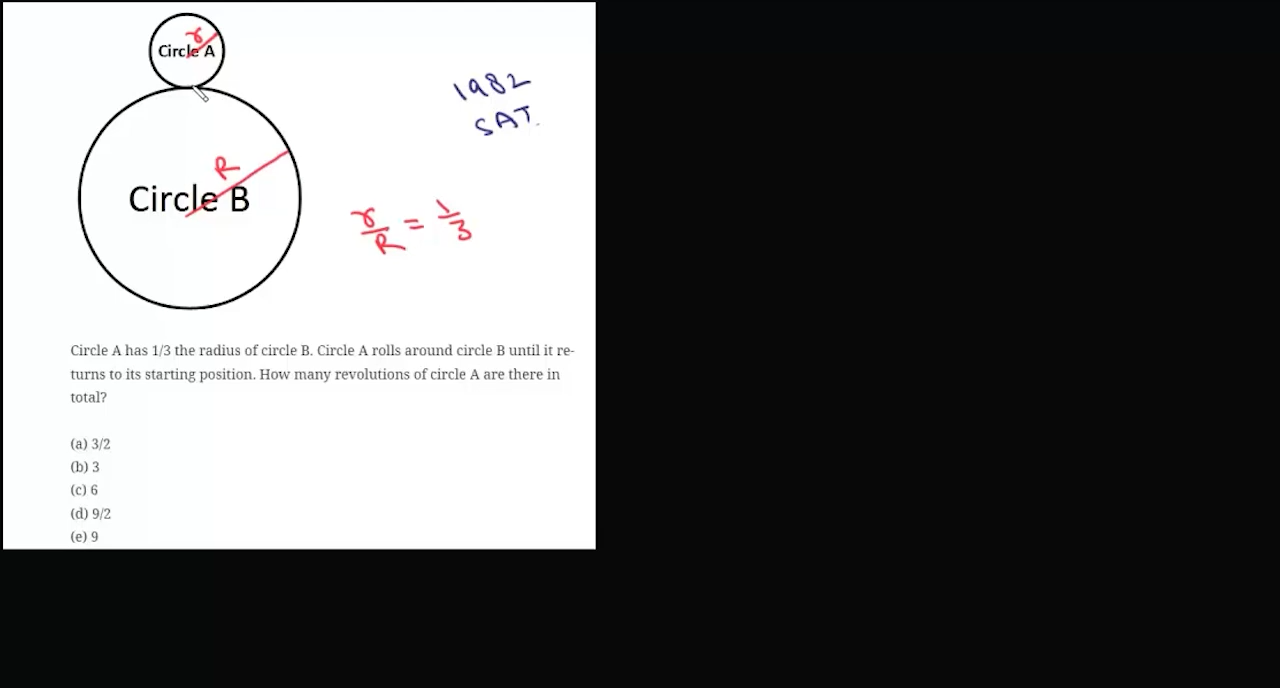 r
Circle A
1982
SAT.
R
Circle B
r/R = 1/3
Circle A has 1/3 the radius of circle B. Circle A rolls around circle B until it re-
turns to its starting position. How many revolutions of circle A are there in
total?
(a) 3/2
(b) 3
(c) 6
(d) 9/2
(e) 9